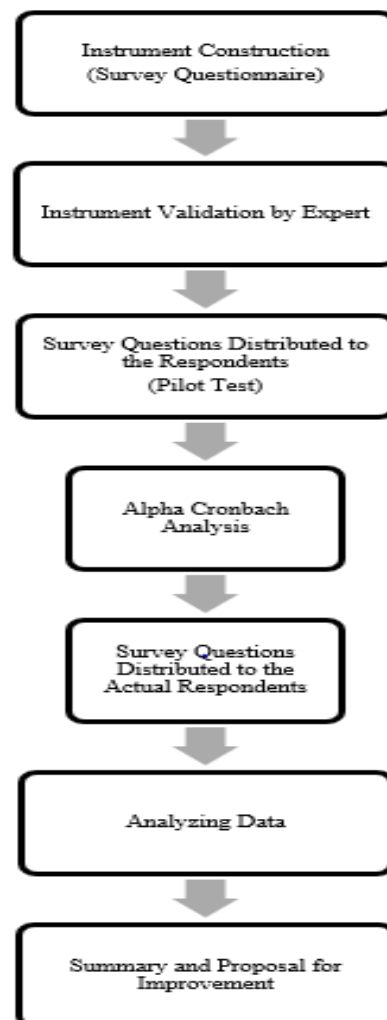 Instrument Construction
(Survey Questionnaire)
Instrument Validation by Expert
Survey Questions Distributed to
the Respondents
(Pilot Test)
Alpha Cronbach
Analysis
Survey Questions
Distributed to the
Actual Respondents
Analyzing Data
Summary and Proposal for
Improvement